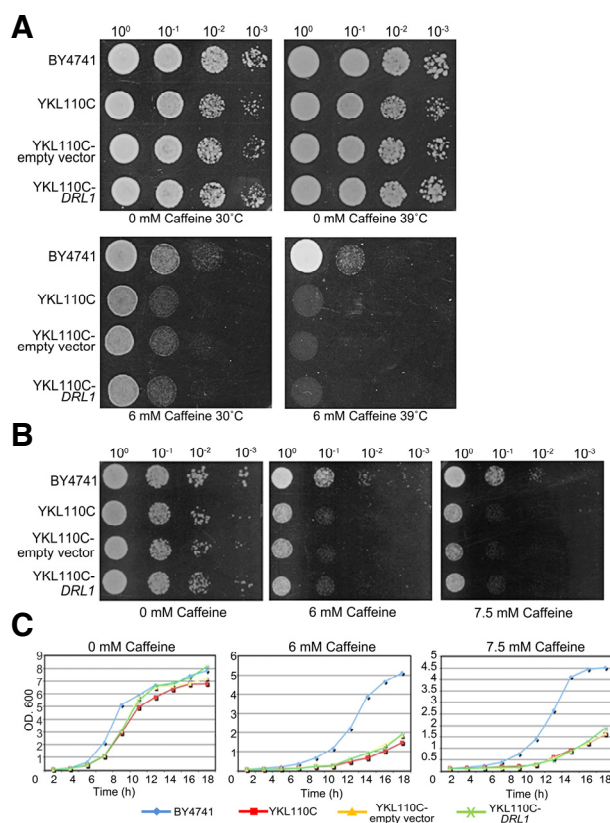 A
10⁰ 10⁻¹ 10⁻² 10⁻³ 10⁰ 10⁻¹ 10⁻² 10⁻³
BY4741
YKL110C
YKL110C-
empty vector
YKL110C-
DRL1
0 mM Caffeine 30˚C 0 mM Caffeine 39˚C
BY4741
YKL110C
YKL110C-
empty vector
YKL110C-
DRL1
6 mM Caffeine 30˚C 6 mM Caffeine 39˚C
B
10⁰ 10⁻¹ 10⁻² 10⁻³ 10⁰ 10⁻¹ 10⁻² 10⁻³ 10⁰ 10⁻¹ 10⁻² 10⁻³
BY4741
YKL110C
YKL110C-
empty vector
YKL110C-
DRL1
0 mM Caffeine 6 mM Caffeine 7.5 mM Caffeine
C
0 mM Caffeine 6 mM Caffeine 7.5 mM Caffeine
OD. 600
9
8
7
6
5
4
3
2
1
0 2 4 6 8 10 12 14 16 18
Time (h)
6
5
4
3
2
1
0 2 4 6 8 10 12 14 16 18
Time (h)
5
4.5
4
3.5
3
2.5
2
1.5
1
0.5
0 2 4 6 8 10 12 14 16 18
Time (h)
BY4741 YKL110C YKL110C-
empty vector YKL110C-
DRL1